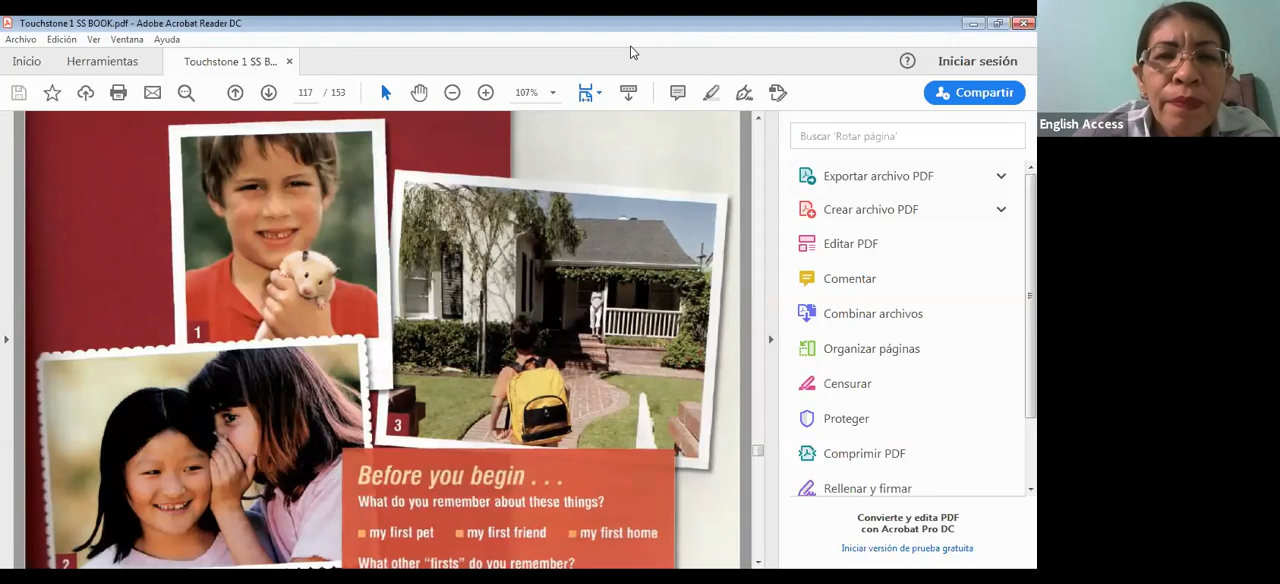 Touchstone 1 SS BOOK.pdf - Adobe Acrobat Reader DC
Archivo Edición Ver Ventana Ayuda
Inicio Herramientas Touchstone 1 SS B... × Iniciar sesión
117 / 153 107% Compartir
Buscar 'Rotar página'
Exportar archivo PDF
Crear archivo PDF
Editar PDF
Comentar
Combinar archivos
Organizar páginas
Censurar
Proteger
Comprimir PDF
Rellenar y firmar
Convierte y edita PDF
con Acrobat Pro DC
Iniciar versión de prueba gratuita
English Access
1
3
2
Before you begin . . .
What do you remember about these things?
my first pet my first friend my first home
What other “firsts” do you remember?